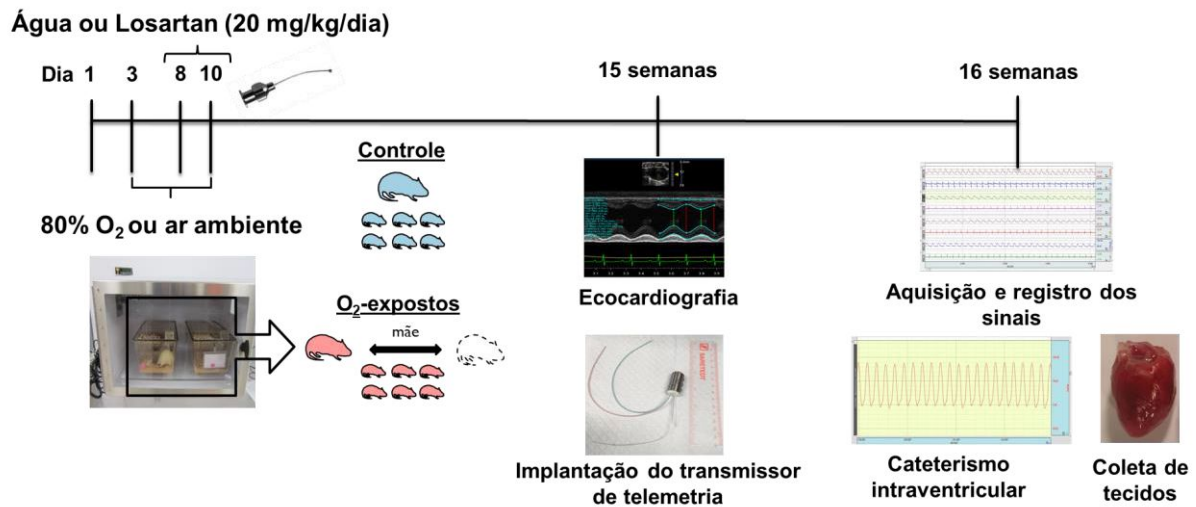 Água ou Losartan (20 mg/kg/dia)
Dia 1 3 8 10
15 semanas
16 semanas
80% O₂ ou ar ambiente
Controle
O₂-expostos
mãe
Ecocardiografia
Implantação do transmissor
de telemetria
Aquisição e registro dos
sinais
Cateterismo
intraventricular
Coleta de
tecidos